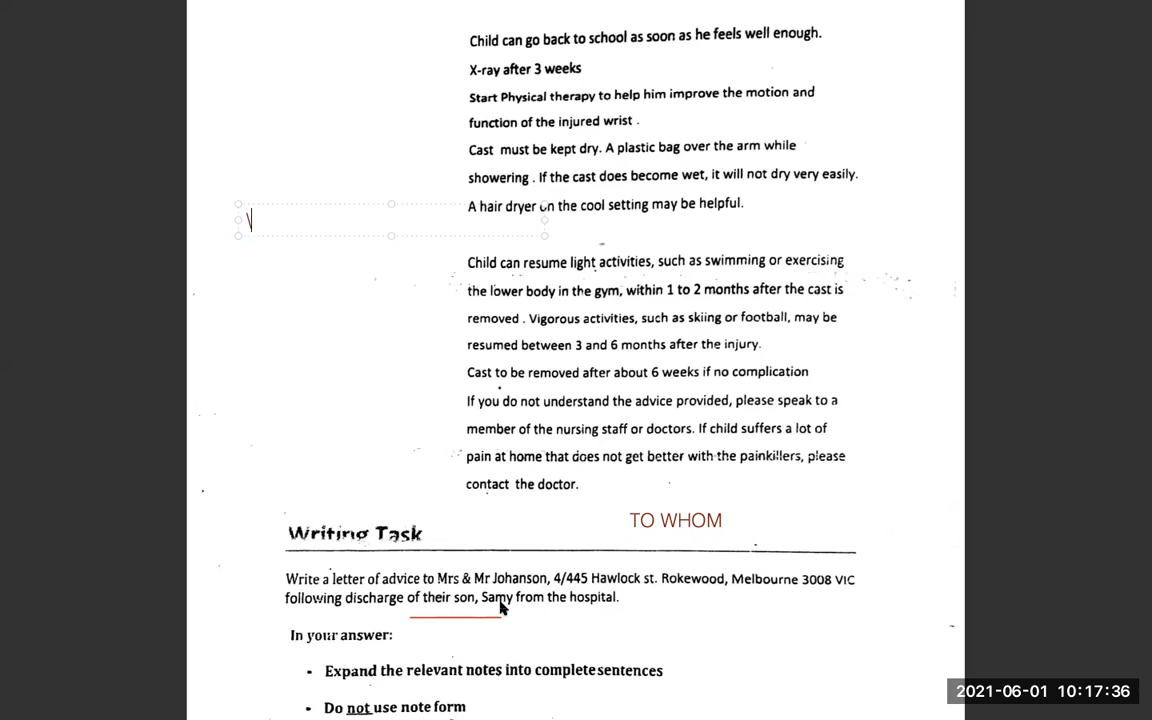 Child can go back to school as soon as he feels well enough.
X-ray after 3 weeks
Start Physical therapy to help him improve the motion and
function of the injured wrist .
Cast must be kept dry. A plastic bag over the arm while
showering . If the cast does become wet, it will not dry very easily.
A hair dryer on the cool setting may be helpful.
\
Child can resume light activities, such as swimming or exercising
the lower body in the gym, within 1 to 2 months after the cast is
removed . Vigorous activities, such as skiing or football, may be
resumed between 3 and 6 months after the injury.
Cast to be removed after about 6 weeks if no complication
If you do not understand the advice provided, please speak to a
member of the nursing staff or doctors. If child suffers a lot of
pain at home that does not get better with the painkillers, please
contact the doctor.
TO WHOM
Writing Task
Write a letter of advice to Mrs & Mr Johanson, 4/445 Hawlock st. Rokewood, Melbourne 3008 VIC
following discharge of their son, Samy from the hospital.
In your answer:
• Expand the relevant notes into complete sentences
• Do not use note form
2021-06-01 10:17:36